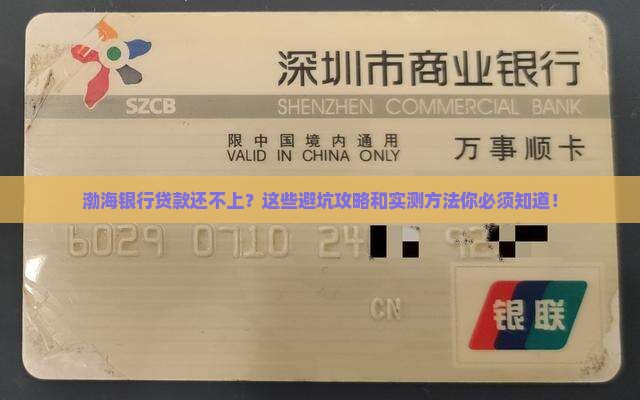 深圳市商业银行
SZCB
SHENZHEN COMMERCIAL BANK
限中国境内通用
VALID IN CHINA ONLY
万事顺卡
渤海银行贷款还不上？这些避坑攻略和实测方法你必须知道！
6029 0710 24 92
CN
银联